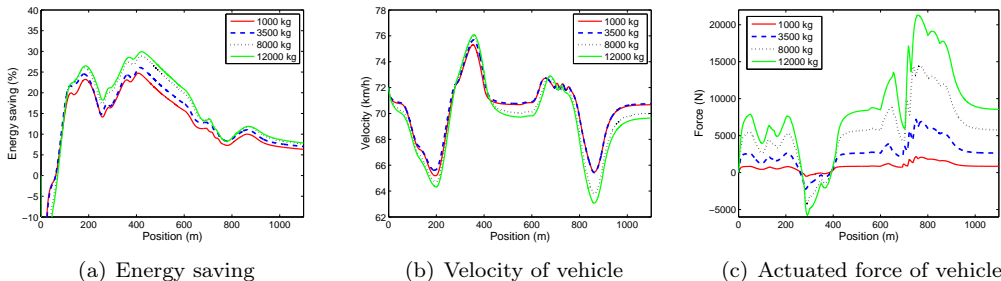 40
35
30
25
20
15
10
5
0
−5
−10
Energy saving (%)
1000 kg
3500 kg
8000 kg
12000 kg
0 200 400 600 800 1000
Position (m)
(a) Energy saving
78
76
74
72
70
68
66
64
62
Velocity (km/h)
1000 kg
3500 kg
8000 kg
12000 kg
0 200 400 600 800 1000
Position (m)
(b) Velocity of vehicle
20000
15000
10000
5000
0
−5000
Force (N)
1000 kg
3500 kg
8000 kg
12000 kg
0 200 400 600 800 1000
Position (m)
(c) Actuated force of vehicle